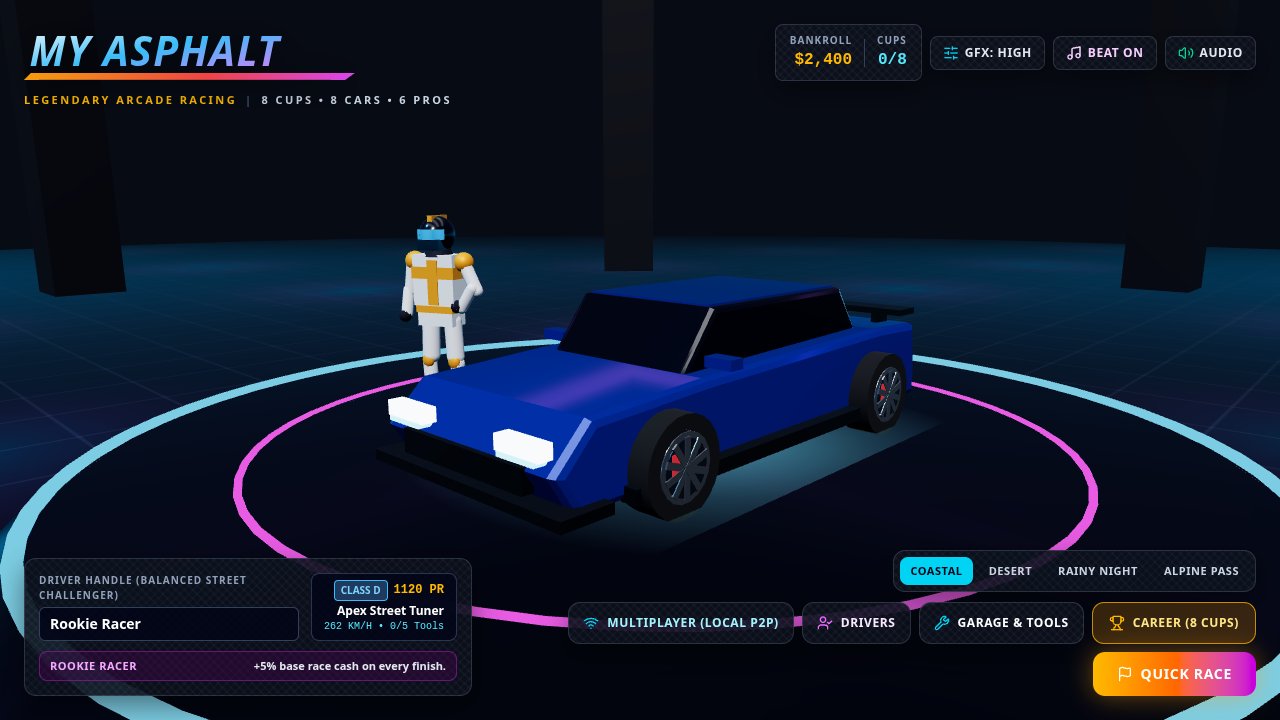 MY ASPHALT
LEGENDARY ARCADE RACING | 8 CUPS • 8 CARS • 6 PROS
BANKROLL
$2,400
CUPS
0/8
GFX: HIGH
BEAT ON
AUDIO
DRIVER HANDLE (BALANCED STREET
CHALLENGER)
Rookie Racer
CLASS D 1120 PR
Apex Street Tuner
262 KM/H • 0/5 Tools
ROOKIE RACER
+5% base race cash on every finish.
COASTAL
DESERT
RAINY NIGHT
ALPINE PASS
MULTIPLAYER (LOCAL P2P)
DRIVERS
GARAGE & TOOLS
CAREER (8 CUPS)
QUICK RACE